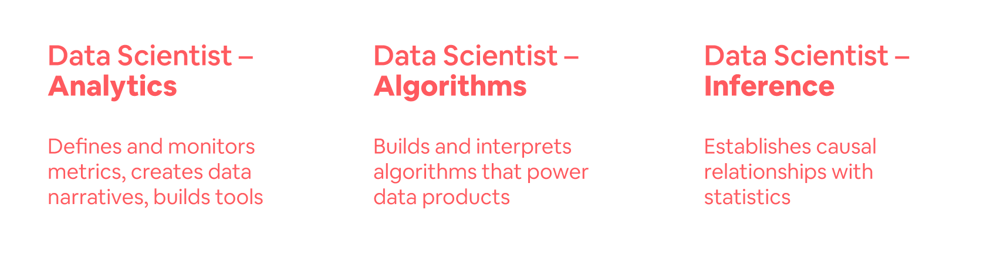 Data Scientist –
Analytics
Defines and monitors
metrics, creates data
narratives, builds tools
Data Scientist –
Algorithms
Builds and interprets
algorithms that power
data products
Data Scientist –
Inference
Establishes causal
relationships with
statistics